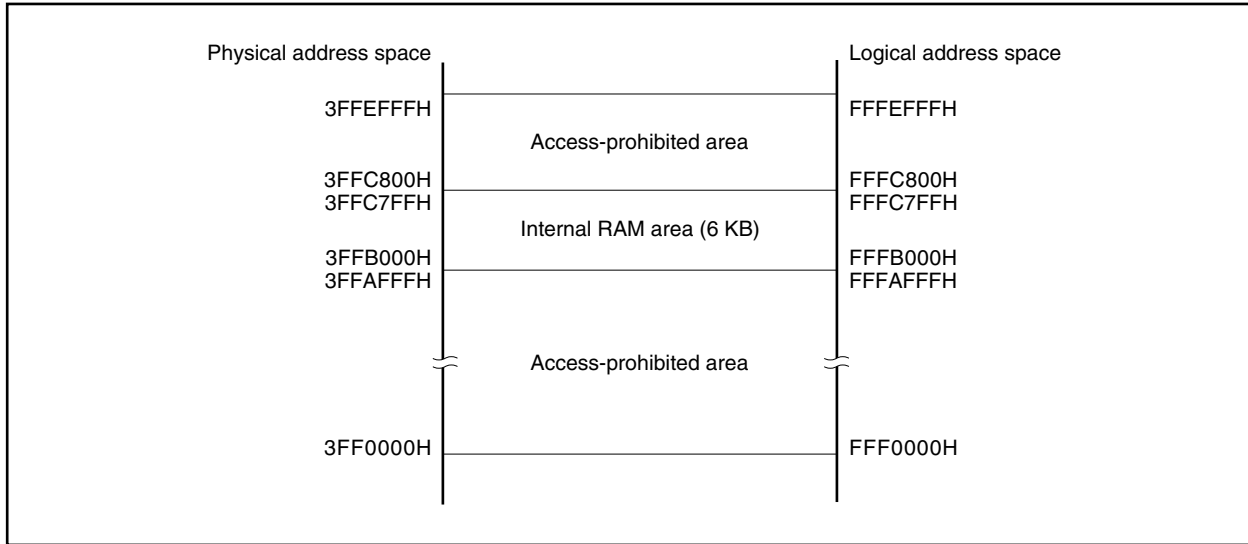 Physical address space
Logical address space
3FFEFFFH
FFFEFFFH
Access-prohibited area
3FFC800H
FFFC800H
3FFC7FFH
FFFC7FFH
Internal RAM area (6 KB)
3FFB000H
FFFB000H
3FFAFFFH
FFFAFFFH
Access-prohibited area
3FF0000H
FFF0000H